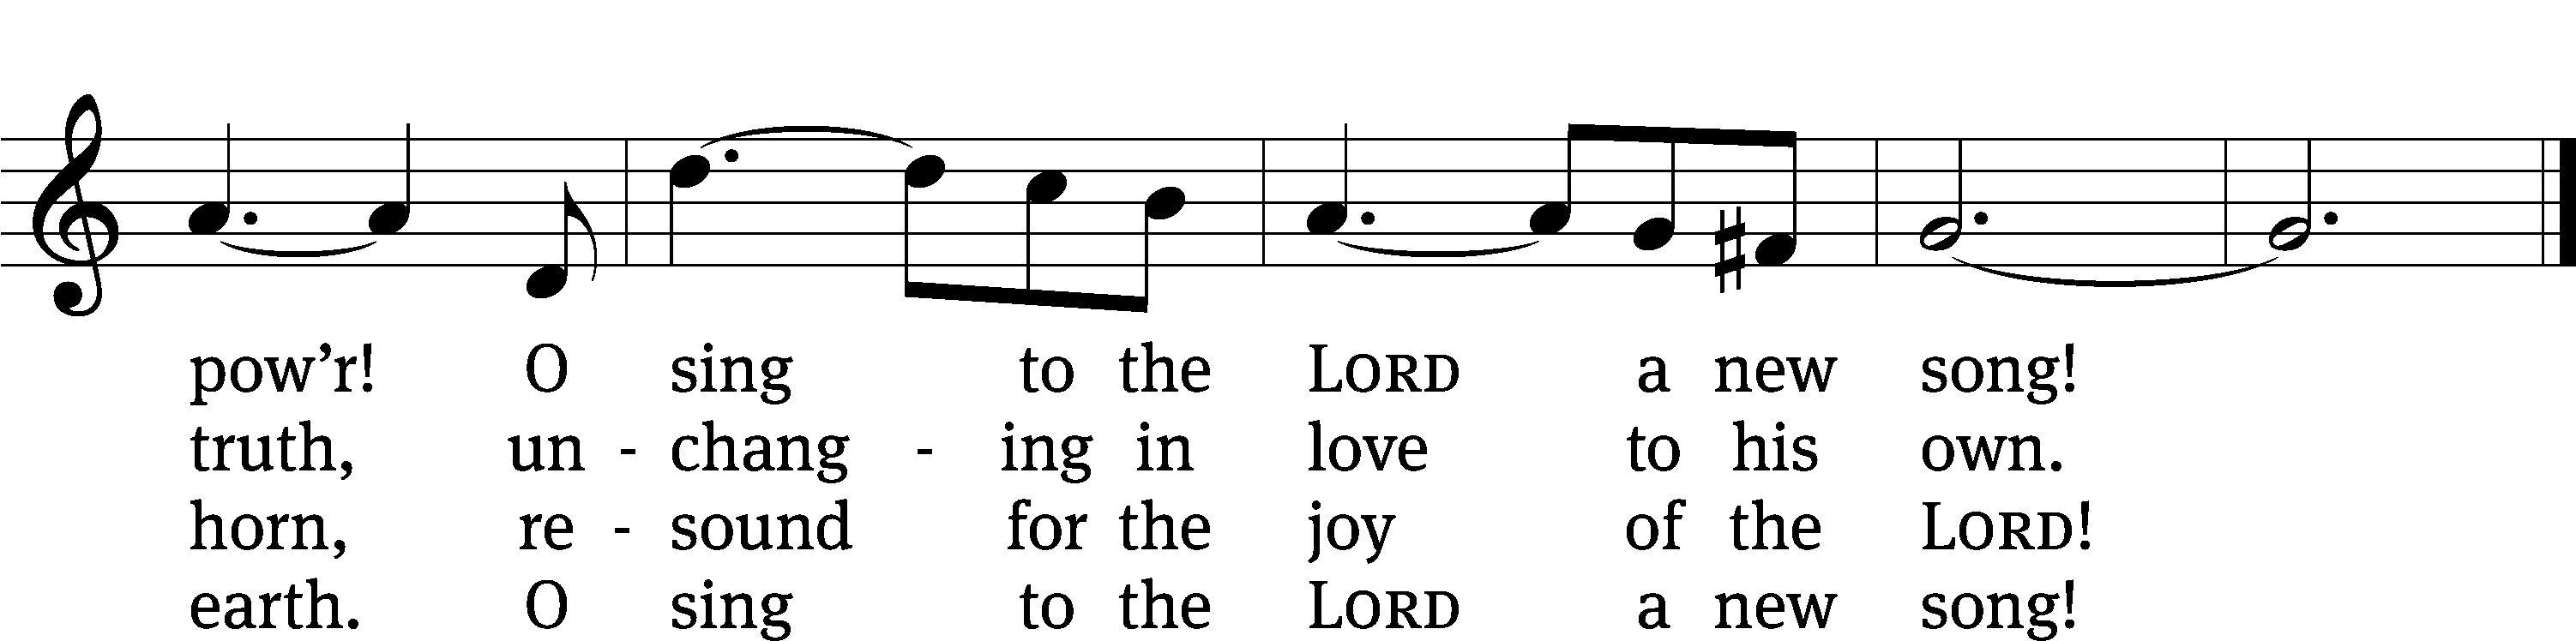 pow’r! O sing to the LORD a new song!
truth, un - chang - ing in love to his own.
horn, re - sound for the joy of the LORD!
earth. O sing to the LORD a new song!